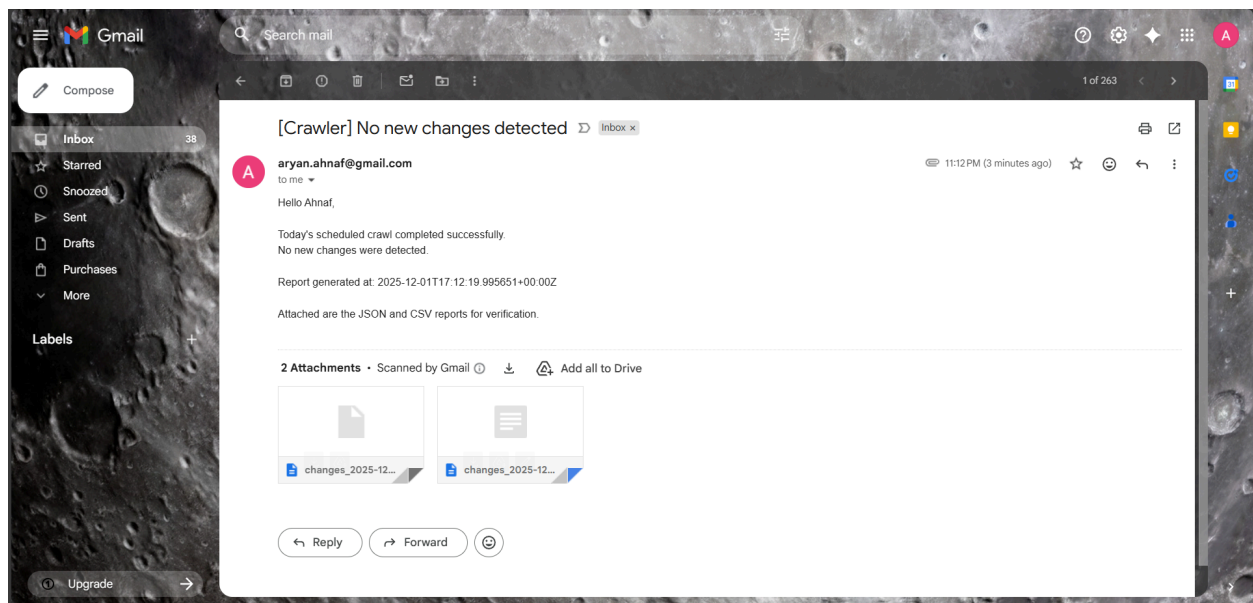 Gmail
Search mail
A
Compose
1 of 263
31
Inbox 38
Starred
Snoozed
Sent
Drafts
Purchases
More
Labels
Upgrade
[Crawler] No new changes detected Inbox ×
A
aryan.ahnaf@gmail.com
11:12 PM (3 minutes ago)
to me
Hello Ahnaf,
Today's scheduled crawl completed successfully.
No new changes were detected.
Report generated at: 2025-12-01T17:12:19.995651+00:00Z
Attached are the JSON and CSV reports for verification.
2 Attachments • Scanned by Gmail
Add all to Drive
changes_2025-12...
changes_2025-12...
Reply
Forward